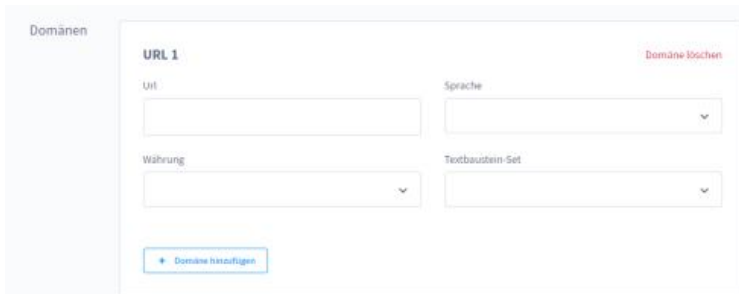 Domänen
URL 1
Domäne löschen
Url
Sprache
Währung
Textbaustein-Set
+ Domäne hinzufügen